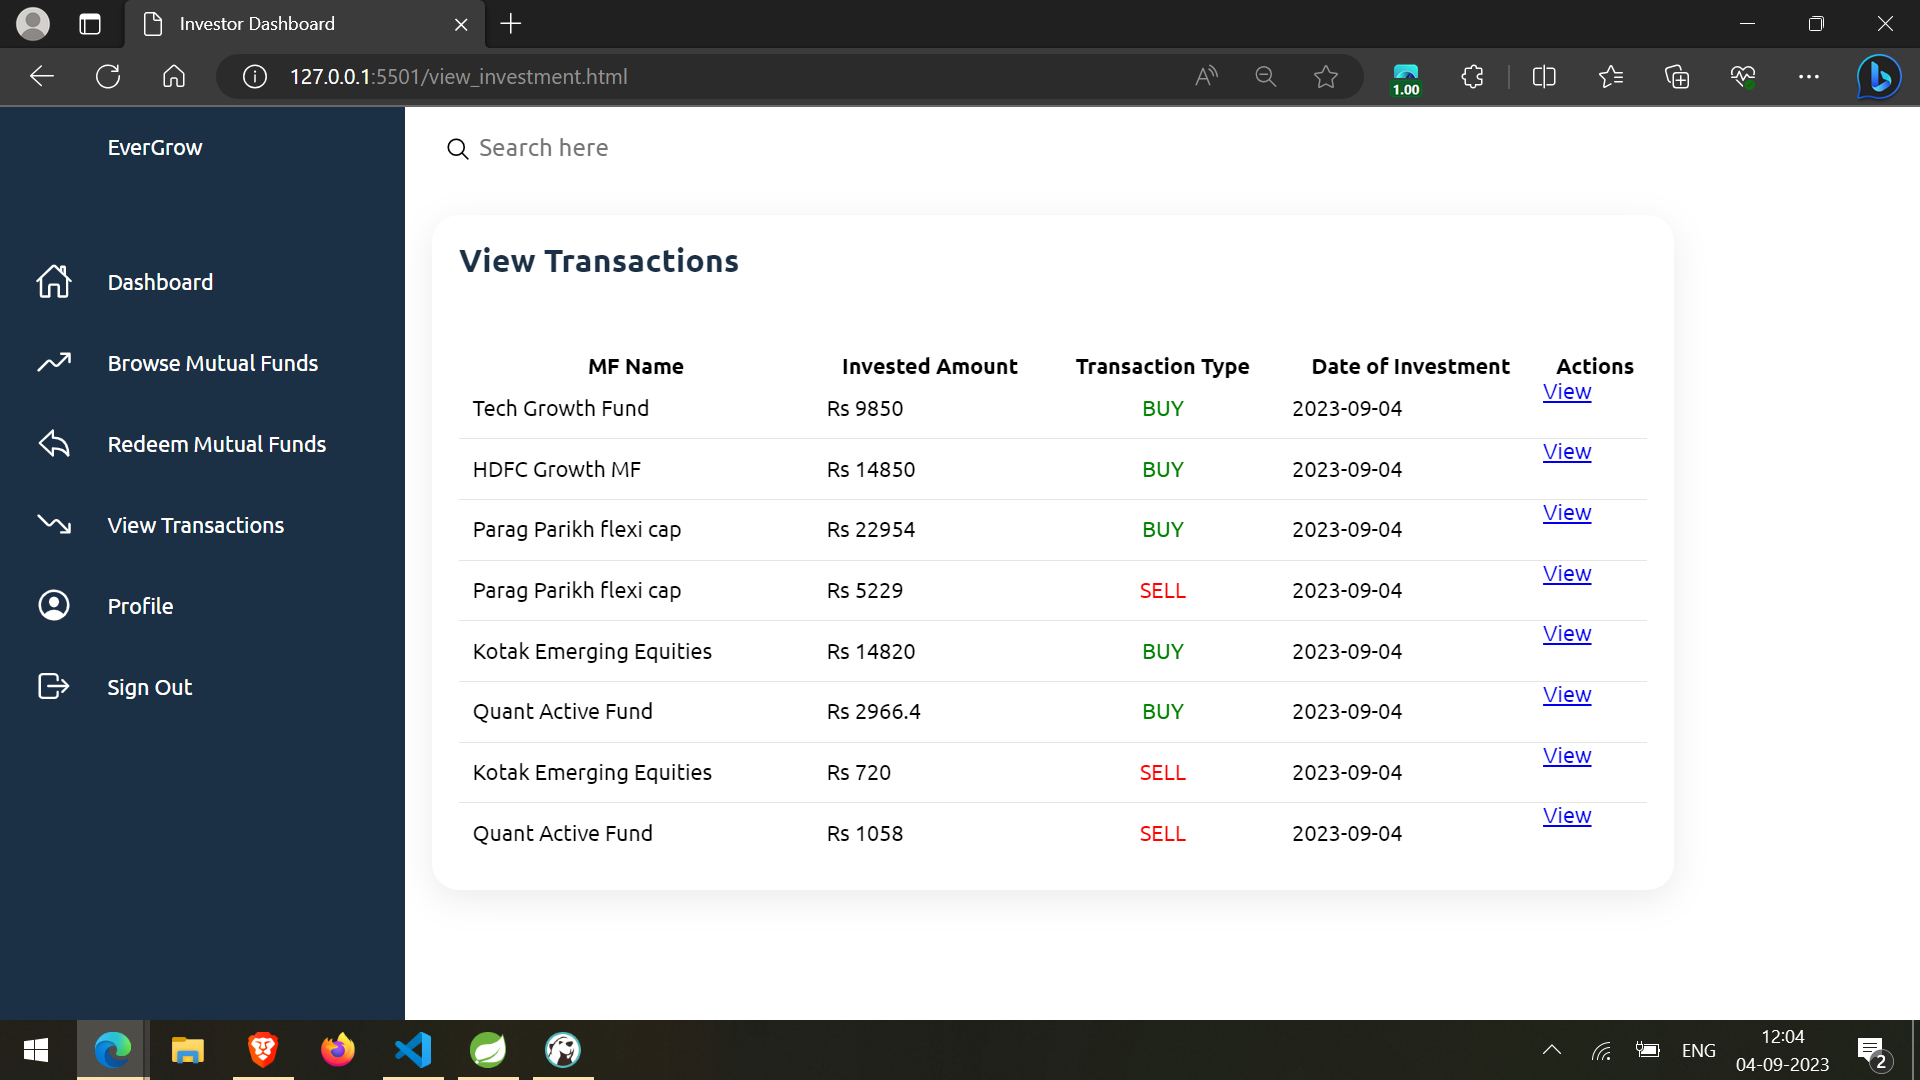 Investor Dashboard
127.0.0.1:5501/view_investment.html
1.00
EverGrow
Search here
Dashboard
Browse Mutual Funds
Redeem Mutual Funds
View Transactions
Profile
Sign Out
View Transactions
MF Name Invested Amount Transaction Type Date of Investment Actions
Tech Growth Fund Rs 9850 BUY 2023-09-04 View
HDFC Growth MF Rs 14850 BUY 2023-09-04 View
Parag Parikh flexi cap Rs 22954 BUY 2023-09-04 View
Parag Parikh flexi cap Rs 5229 SELL 2023-09-04 View
Kotak Emerging Equities Rs 14820 BUY 2023-09-04 View
Quant Active Fund Rs 2966.4 BUY 2023-09-04 View
Kotak Emerging Equities Rs 720 SELL 2023-09-04 View
Quant Active Fund Rs 1058 SELL 2023-09-04 View
ENG
12:04
04-09-2023
2